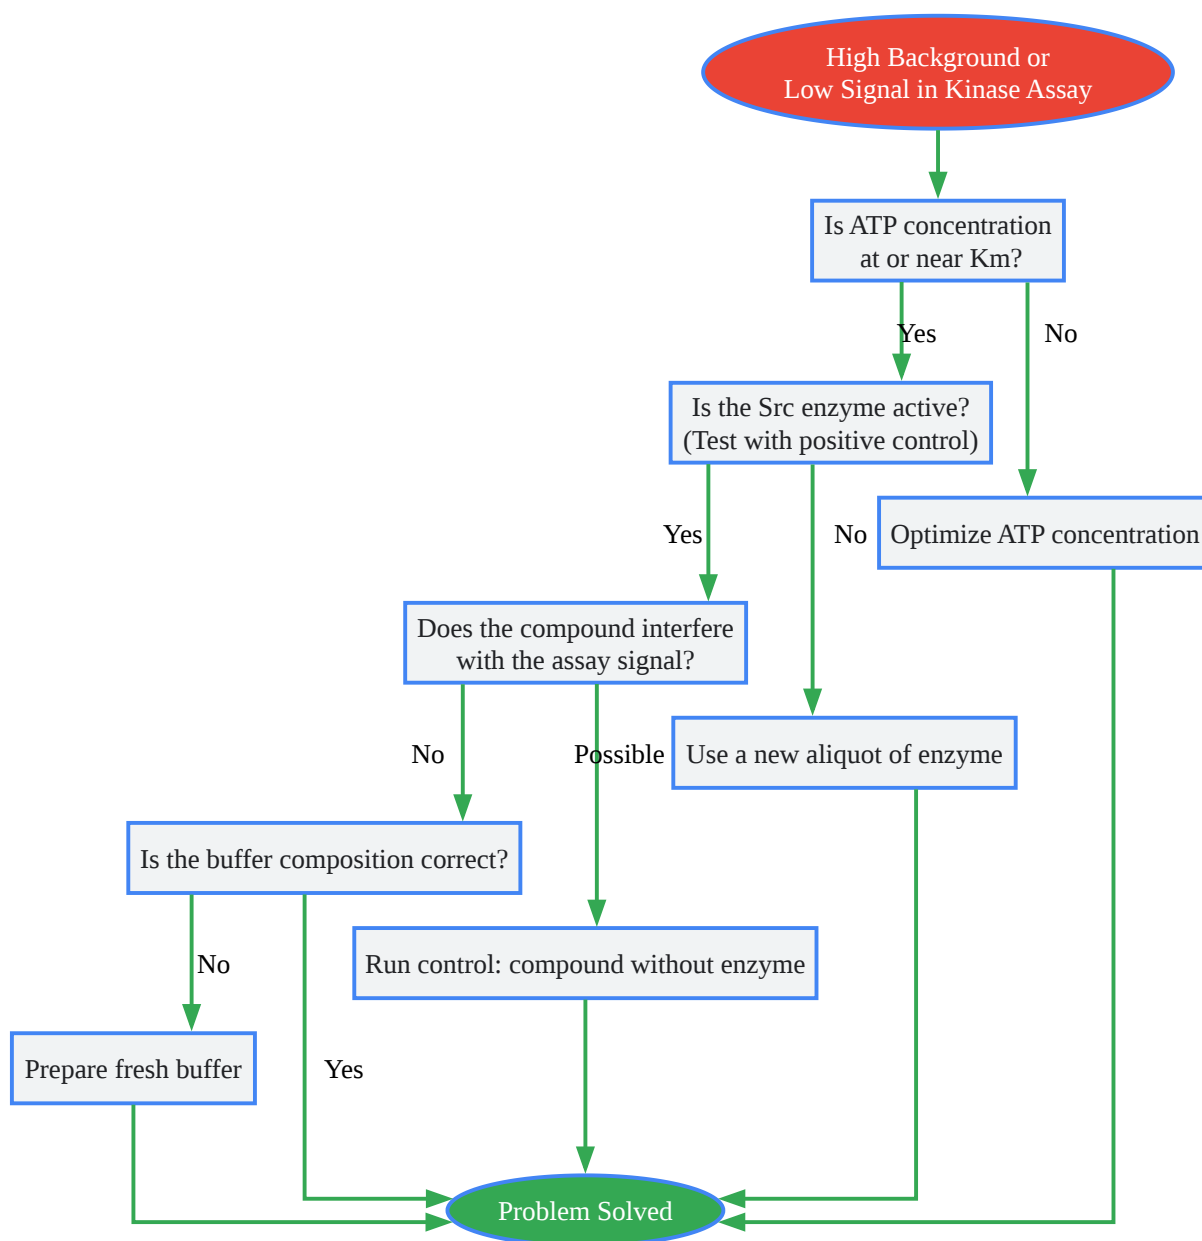 High Background or
Low Signal in Kinase Assay
Is ATP concentration
at or near Km?
Yes
No
Is the Src enzyme active?
(Test with positive control)
Yes
No
Optimize ATP concentration
Does the compound interfere
with the assay signal?
No
Possible
Use a new aliquot of enzyme
Is the buffer composition correct?
No
Run control: compound without enzyme
Prepare fresh buffer
Yes
Problem Solved